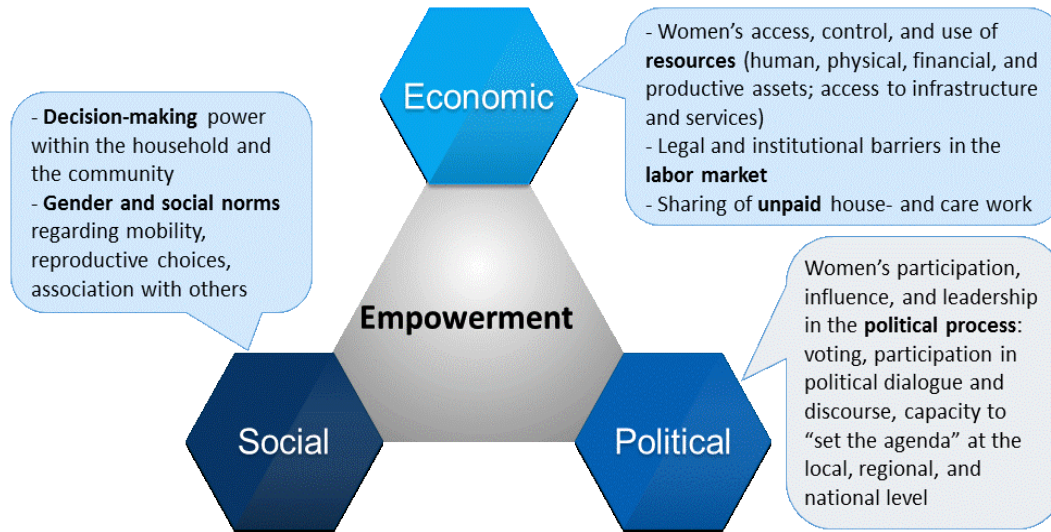 Economic
- Women's access, control, and use of
resources (human, physical, financial, and
productive assets; access to infrastructure
and services)
- Legal and institutional barriers in the
labor market
- Sharing of unpaid house- and care work
- Decision-making power
within the household and
the community
- Gender and social norms
regarding mobility,
reproductive choices,
association with others
Empowerment
Social
Political
Women's participation,
influence, and leadership
in the political process:
voting, participation in
political dialogue and
discourse, capacity to
“set the agenda” at the
local, regional, and
national level